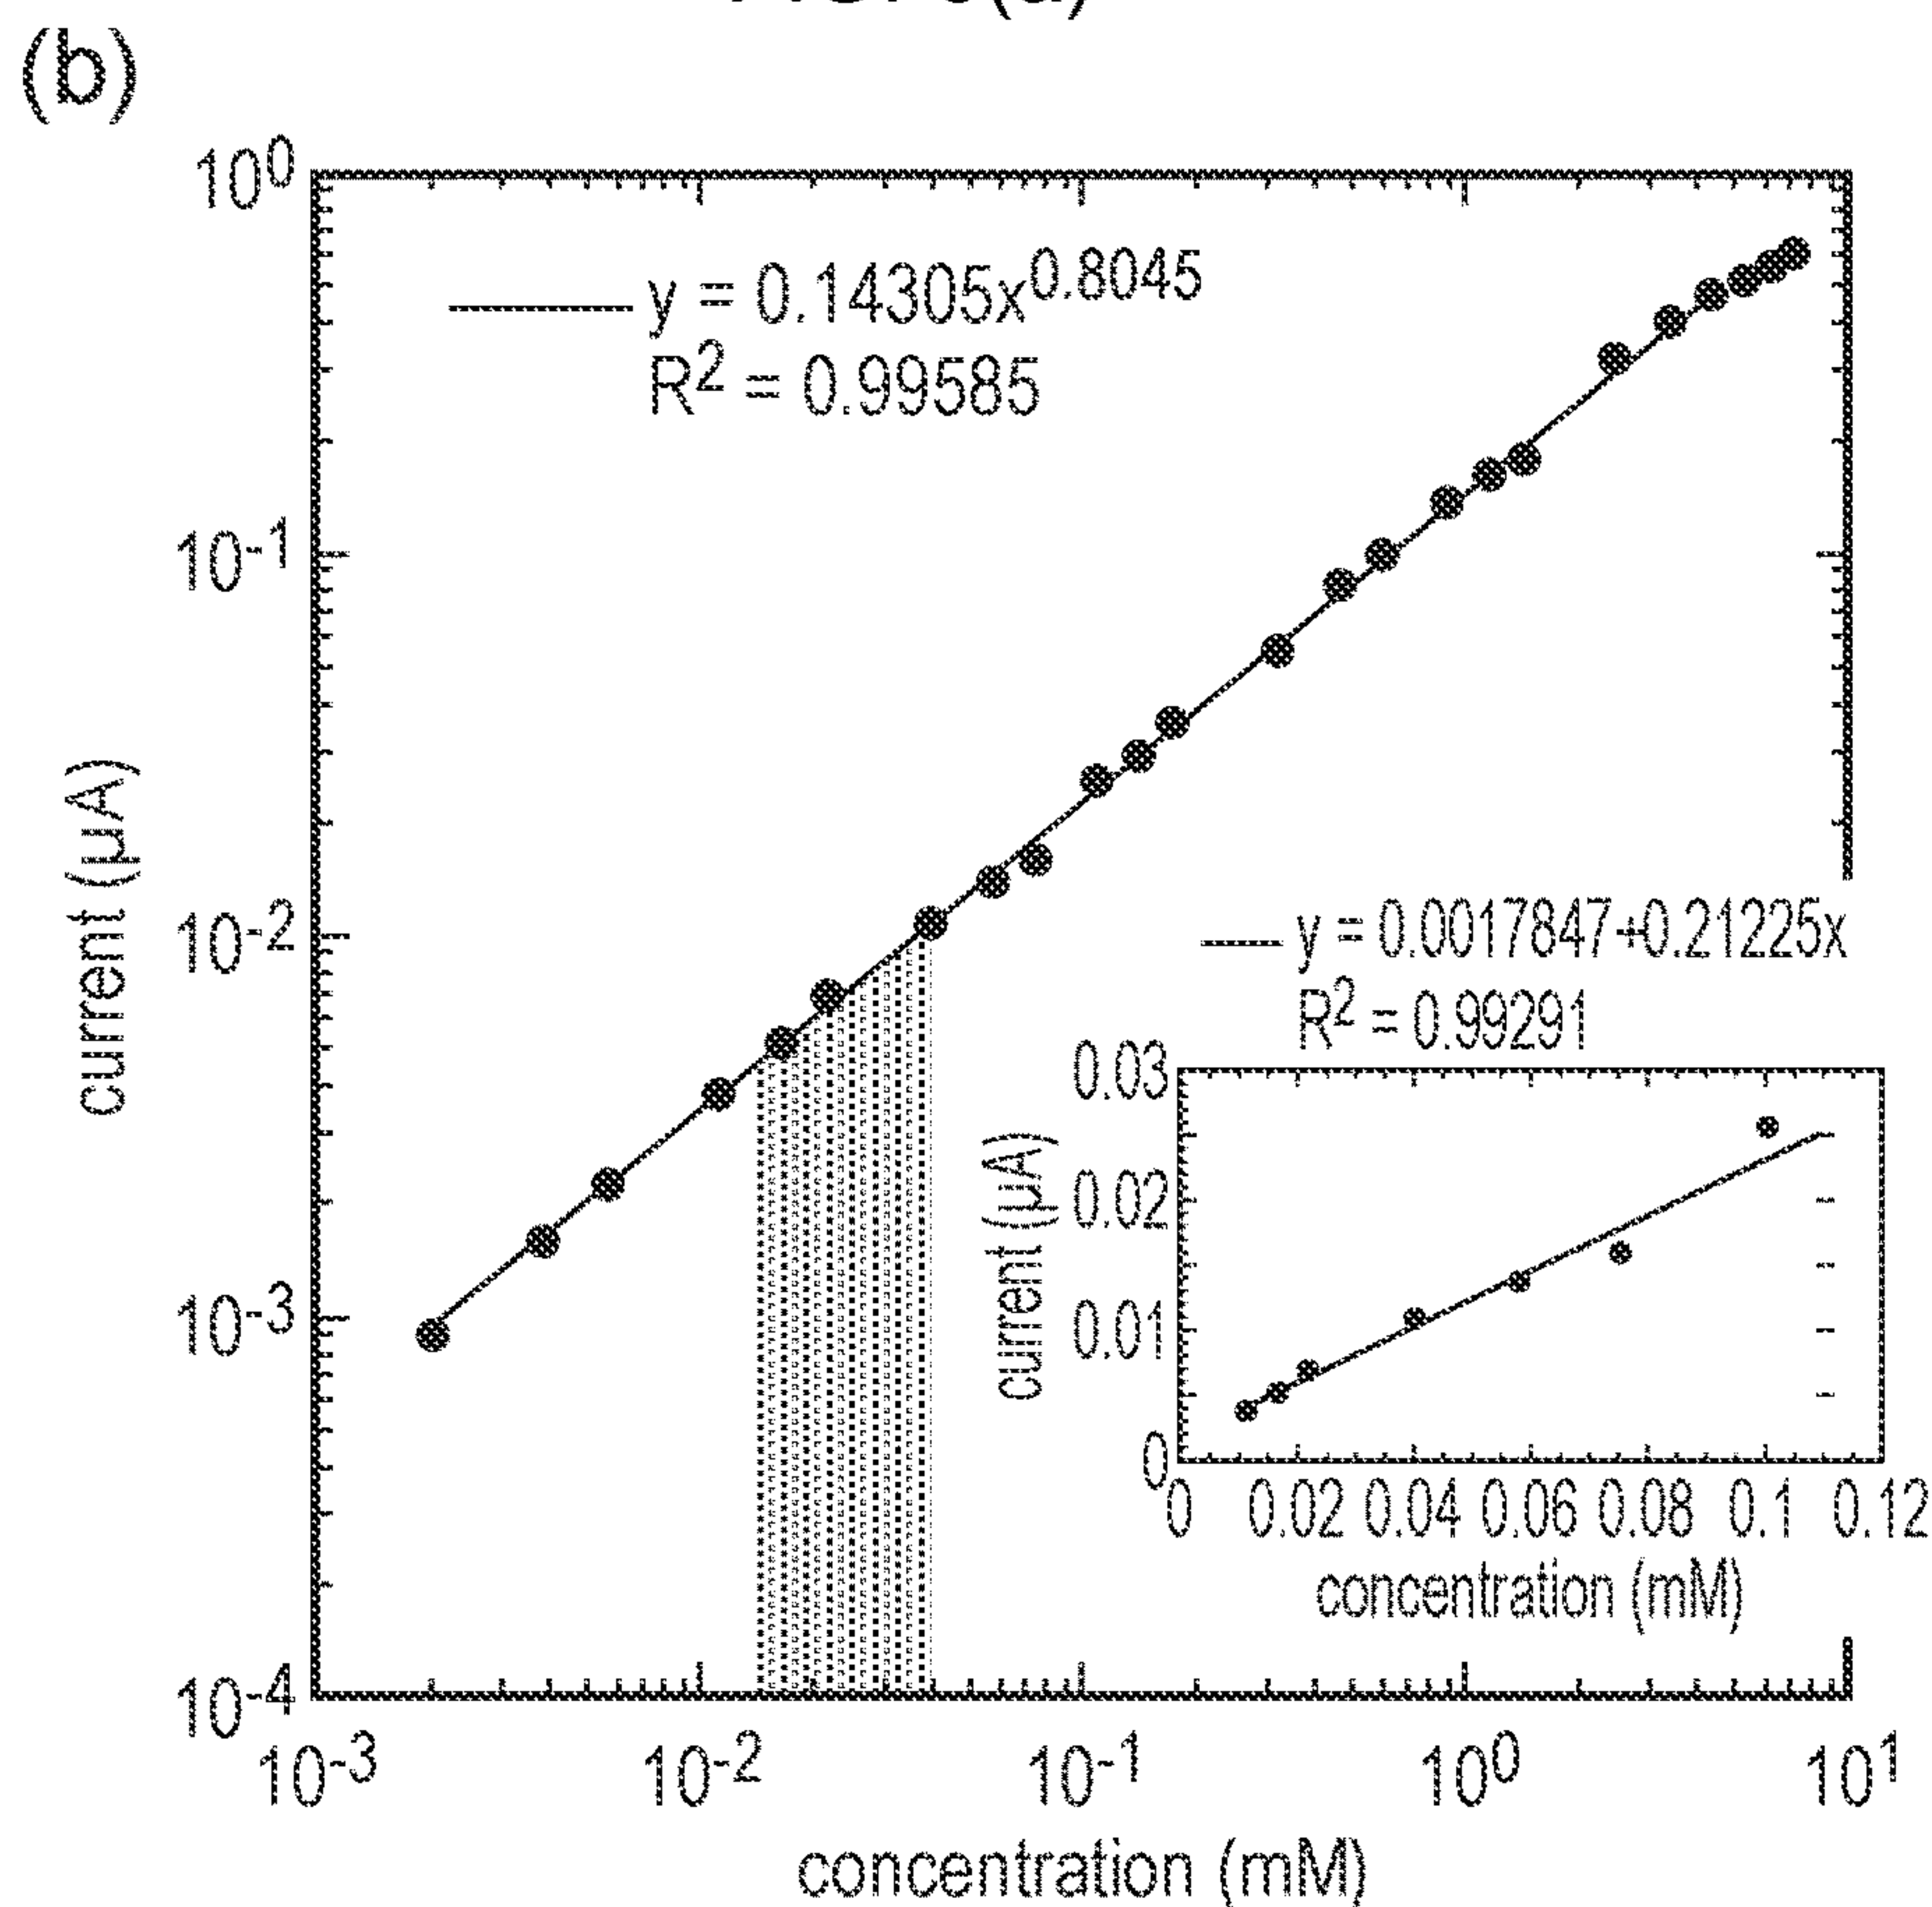 (b)
10^0
10^-1
10^-2
10^-3
10^-4
current (μA)
y = 0.14305x^0.8045
R^2 = 0.99585
y = 0.0017847+0.21225x
R^2 = 0.99291
0.03
0.02
0.01
0
current (μA)
0 0.02 0.04 0.06 0.08 0.1 0.12
concentration (mM)
10^-3 10^-2 10^-1 10^0 10^1
concentration (mM)